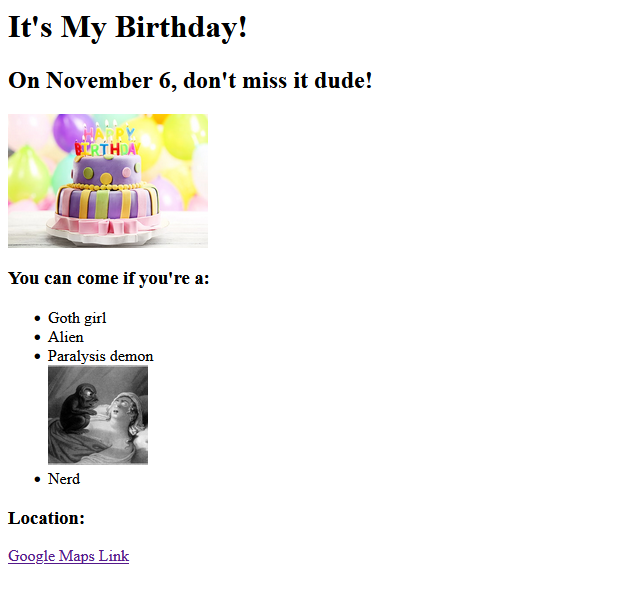 It's My Birthday!
On November 6, don't miss it dude!
HAPPY
BIRTHDAY
You can come if you're a:
Goth girl
Alien
Paralysis demon
Nerd
Location:
Google Maps Link